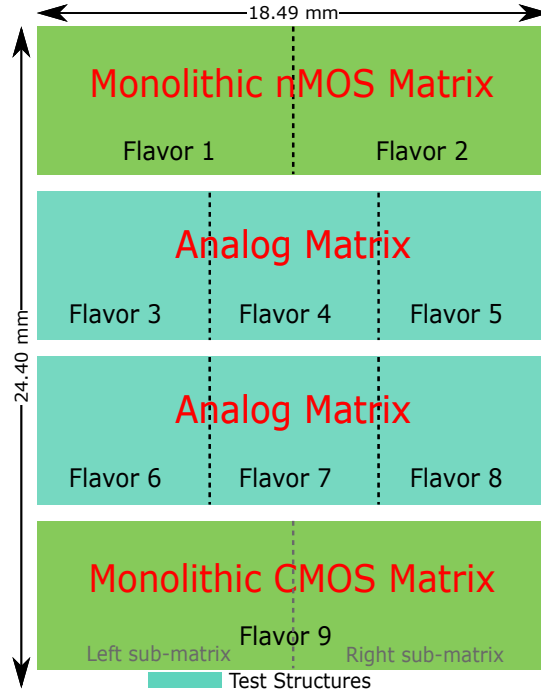 18.49 mm
24.40 mm
Monolithic nMOS Matrix
Flavor 1
Flavor 2
Analog Matrix
Flavor 3
Flavor 4
Flavor 5
Analog Matrix
Flavor 6
Flavor 7
Flavor 8
Monolithic CMOS Matrix
Flavor 9
Left sub-matrix
Right sub-matrix
Test Structures